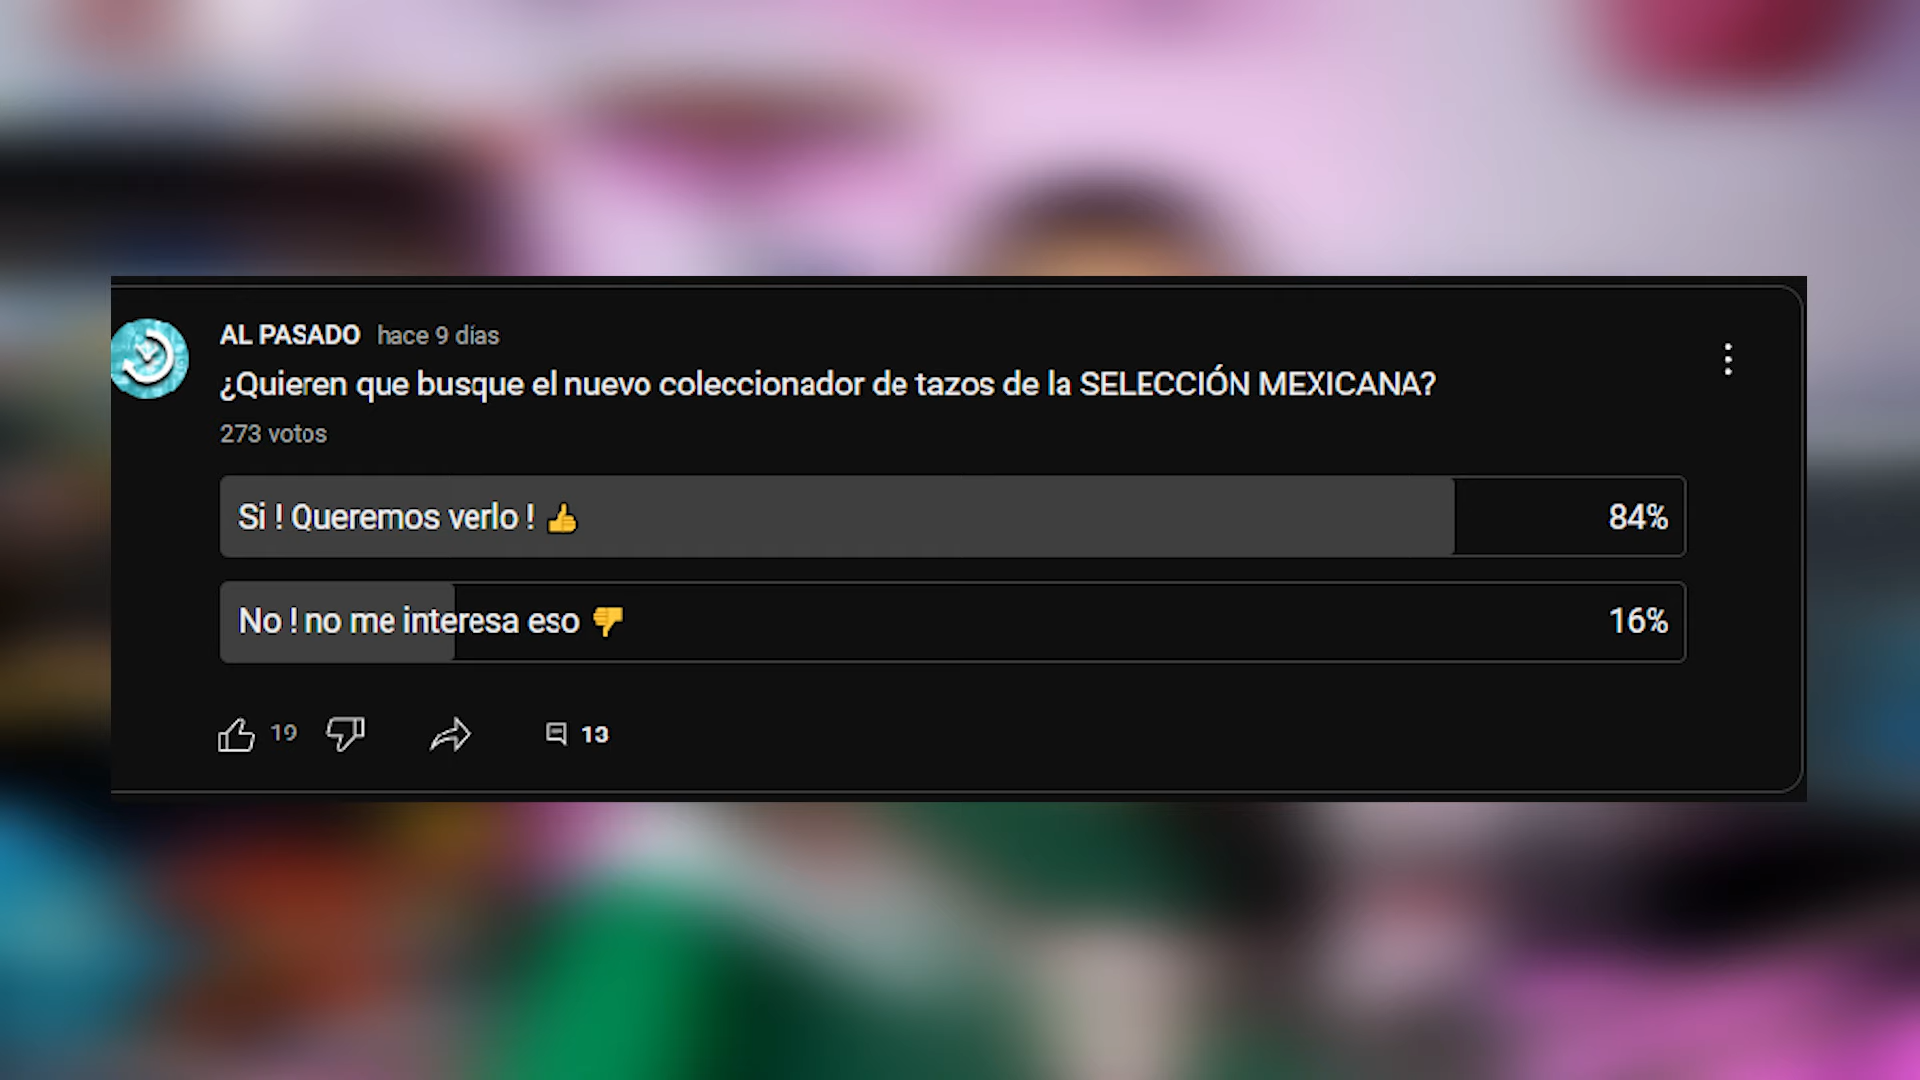 AL PASADO hace 9 días
¿Quieren que busque el nuevo coleccionador de tazos de la SELECCIÓN MEXICANA?
273 votos
Si ! Queremos verlo ! 👍 84%
No ! no me interesa eso 👎 16%
19 13